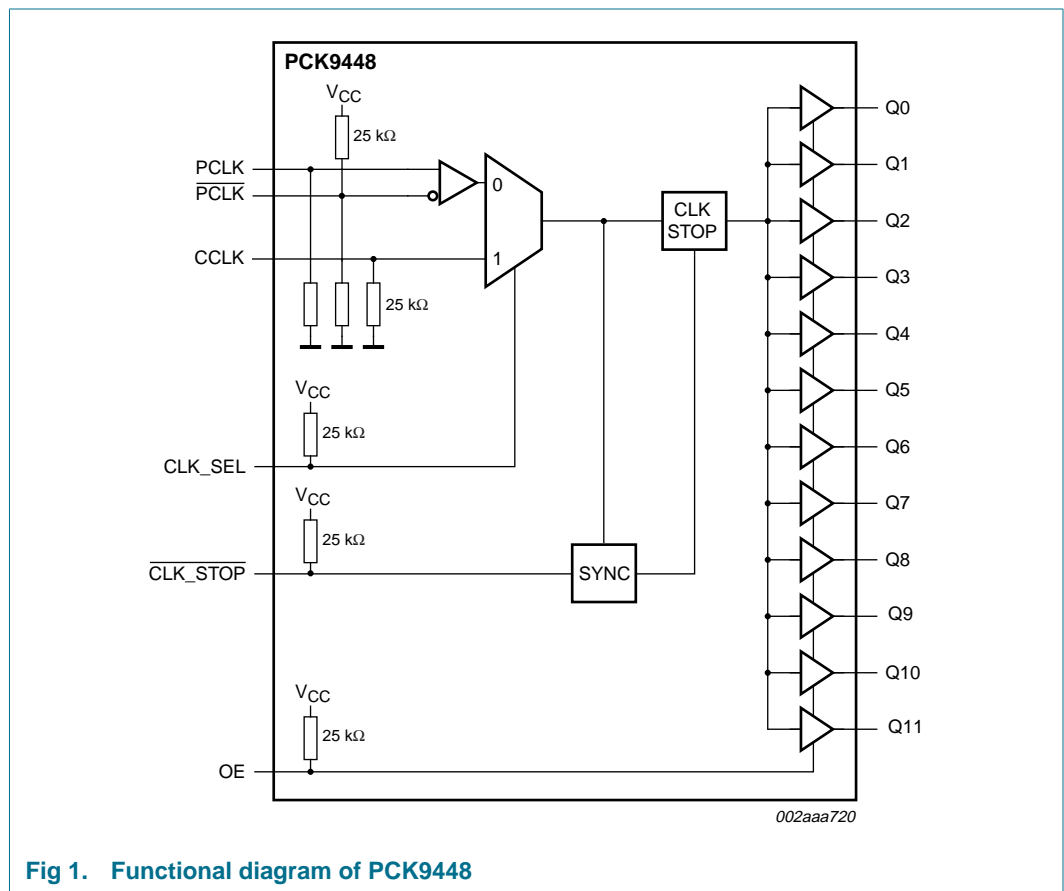 PCK9448
VCC
25 kΩ
PCLK
PCLK
0
CCLK
1
25 kΩ
CLK
STOP
VCC
25 kΩ
CLK_SEL
VCC
25 kΩ
CLK_STOP
SYNC
VCC
25 kΩ
OE
Q0
Q1
Q2
Q3
Q4
Q5
Q6
Q7
Q8
Q9
Q10
Q11
002aaa720
Fig 1. Functional diagram of PCK9448